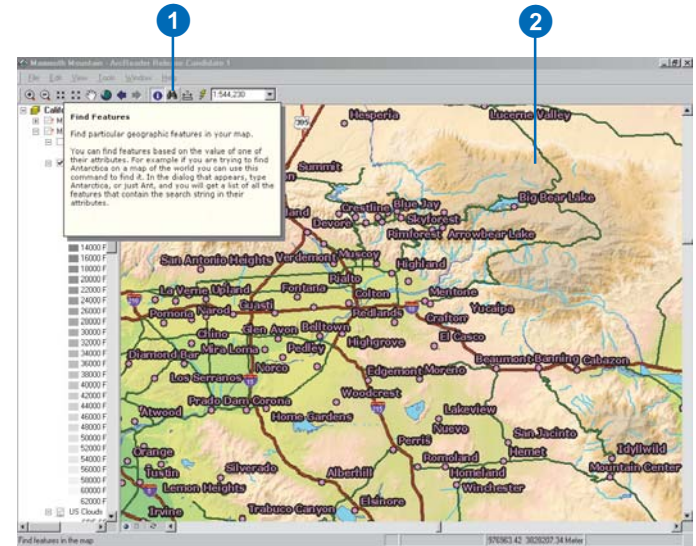 1
2
Mammoth Mountain - ArcReader Release Candidate 1
File Edit View Tools Window Help
1:544,230
Find Features
Find particular geographic features in your map.
You can find features based on the value of one of
their attributes. For example if you are trying to find
Antarctica on a map of the world you can use this
command to find it. In the dialog that appears, type
Antarctica, or just Ant, and you will get a list of all the
features that contain the search string in their
attributes.
14000 F
16000 F
18000 F
20000 F
22000 F
24000 F
26000 F
28000 F
30000 F
32000 F
34000 F
36000 F
38000 F
40000 F
42000 F
44000 F
46000 F
48000 F
50000 F
52000 F
54000 F
56000 F
58000 F
60000 F
62000 F
US Clouds
395
Hesperia
Lucerne Valley
Summit
Big Bear Lake
Crestline
Blue Jay
Skyforest
Devore
Rimforest
Arrowbear Lake
San Antonio Heights
Verdemont
Muscoy
Highland
Rialto
La Verne
Upland
Fontana
Colton
Mentone
Yucaipa
Pomona
Narod
Guasti
Redlands
Crafton
Chino
Glen Avon
Belltown
Highgrove
El Casco
Diamond Bar
Mira Loma
Pedley
Beaumont
Banning
Cabazon
Los Serranos
Norco
Edgemont
Moreno
Prado Dam
Corona
Woodcrest
Atwood
Home Gardens
Lakeview
Nuevo
San Jacinto
Perris
Orange
Romoland
Hemet
Idyllwild
Tustin
Silverado
Alberhill
Homeland
Mountain Center
Lemon Heights
Winchester
Irvine
Trabuco Canyon
Elsinore
Find features in the map
976963.42 3828207.34 Meter